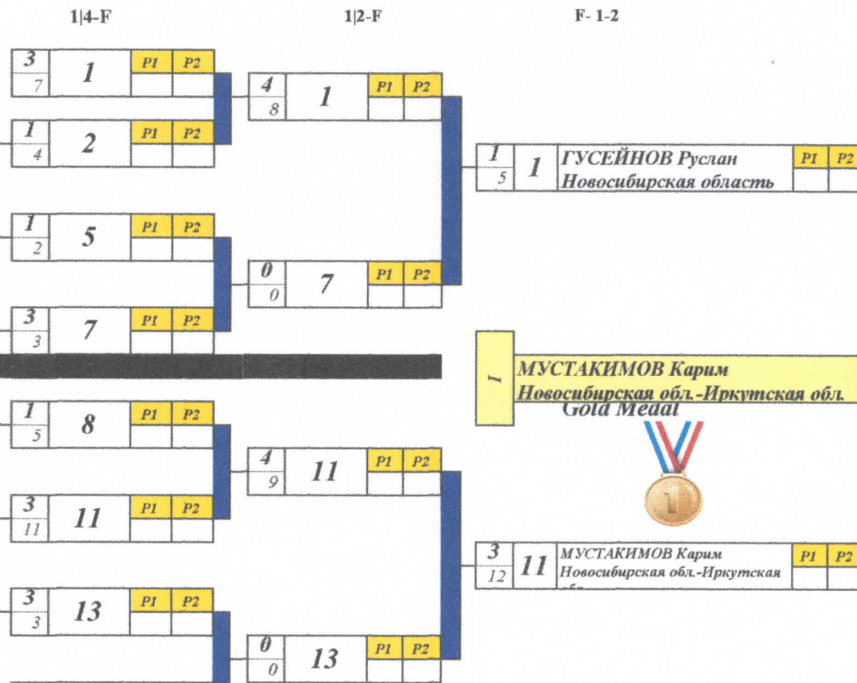 1|4-F 1|2-F F- 1-2
3 7 1 P1 P2
4 8 1 P1 P2
1 4 2 P1 P2
1 5 1 ГУСЕЙНОВ Руслан P1 P2
Новосибирская область
1 2 5 P1 P2
0 0 7 P1 P2
3 3 7 P1 P2
I МУСТАКИМОВ Карим
Новосибирская обл.-Иркутская обл.
Gold Medal
1 5 8 P1 P2
4 9 11 P1 P2
1
3 11 11 P1 P2
3 12 11 МУСТАКИМОВ Карим P1 P2
Новосибирская обл.-Иркутская
3 3 13 P1 P2
0 0 13 P1 P2